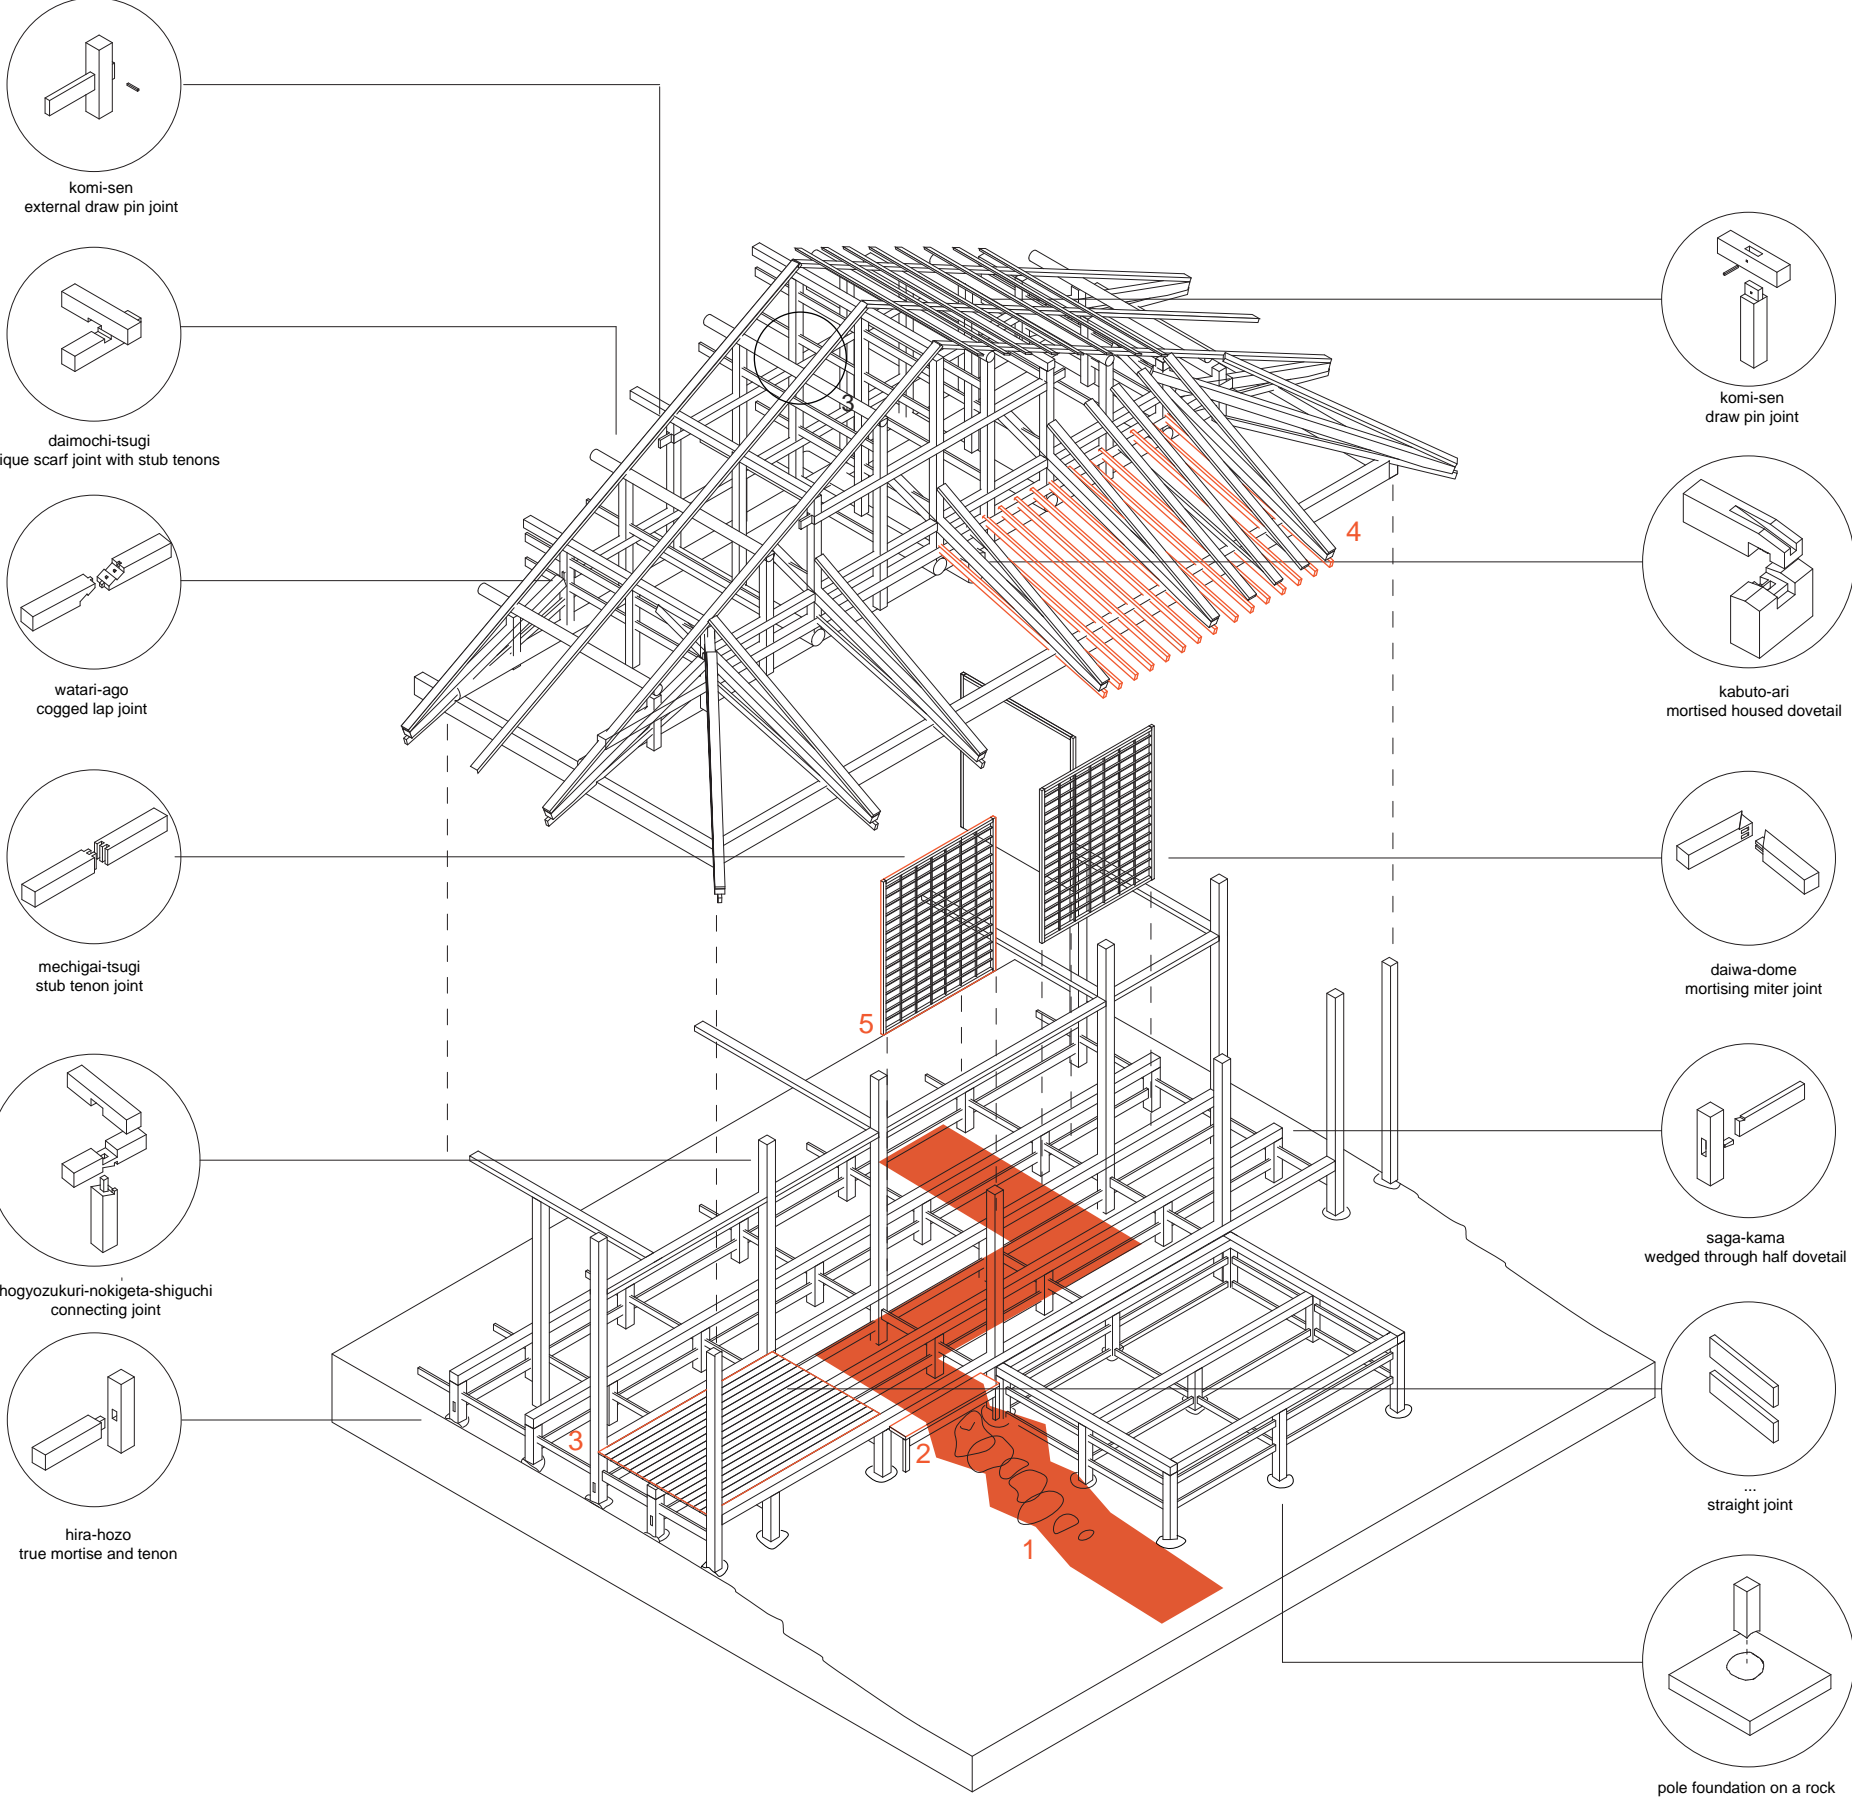 komi-sen
external draw pin joint
daimochi-tsugi
ique scarf joint with stub tenons
watari-ago
cogged lap joint
mechigai-tsugi
stub tenon joint
hogyozukuri-nokigeta-shiguchi
connecting joint
hira-hozo
true mortise and tenon
3
4
5
3
2
1
komi-sen
draw pin joint
kabuto-ari
mortised housed dovetail
daiwa-dome
mortising miter joint
saga-kama
wedged through half dovetail
...
straight joint
pole foundation on a rock